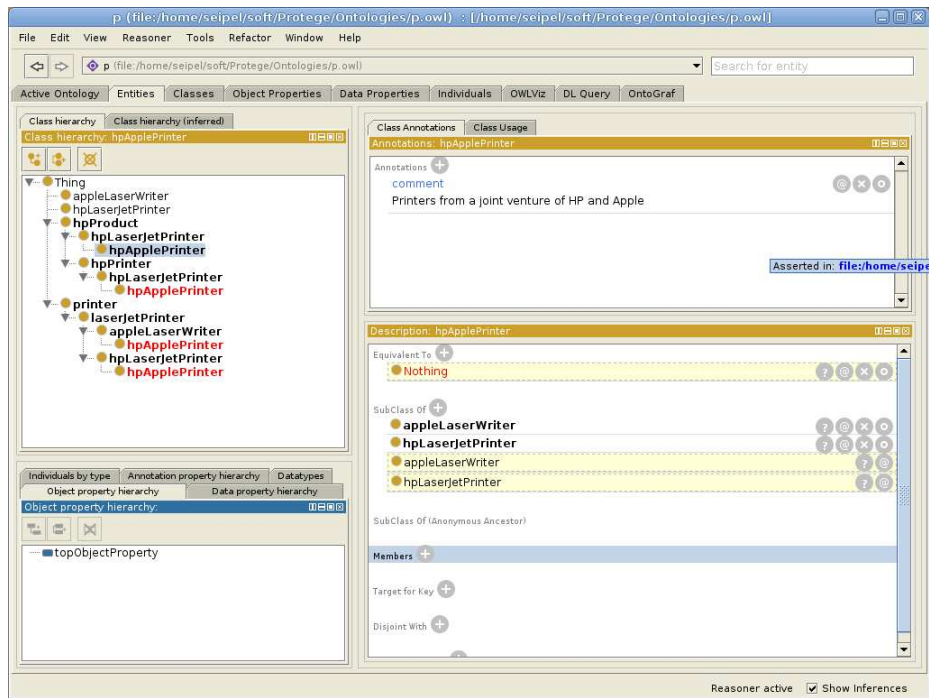 p (file:/home/seipel/soft/Protege/Ontologies/p.owl) : [/home/seipel/soft/Protege/Ontologies/p.owl]
File Edit View Reasoner Tools Refactor Window Help
p (file:/home/seipel/soft/Protege/Ontologies/p.owl)
Search for entity
Active Ontology Entities Classes Object Properties Data Properties Individuals OWLViz DL Query OntoGraf
Class hierarchy Class hierarchy (inferred)
Class hierarchy: hpApplePrinter
Thing
appleLaserWriter
hpLaserJetPrinter
hpProduct
hpLaserJetPrinter
hpApplePrinter
hpPrinter
hpLaserJetPrinter
hpApplePrinter
printer
laserJetPrinter
appleLaserWriter
hpApplePrinter
hpLaserJetPrinter
hpApplePrinter
Individuals by type Annotation property hierarchy Datatypes
Object property hierarchy Data property hierarchy
Object property hierarchy:
topObjectProperty
Class Annotations Class Usage
Annotations: hpApplePrinter
Annotations
comment
Printers from a joint venture of HP and Apple
Asserted in: file:/home/seipe
Description: hpApplePrinter
Equivalent To
Nothing
SubClass Of
appleLaserWriter
hpLaserJetPrinter
appleLaserWriter
hpLaserJetPrinter
SubClass Of (Anonymous Ancestor)
Members
Target for Key
Disjoint With
Reasoner active Show Inferences